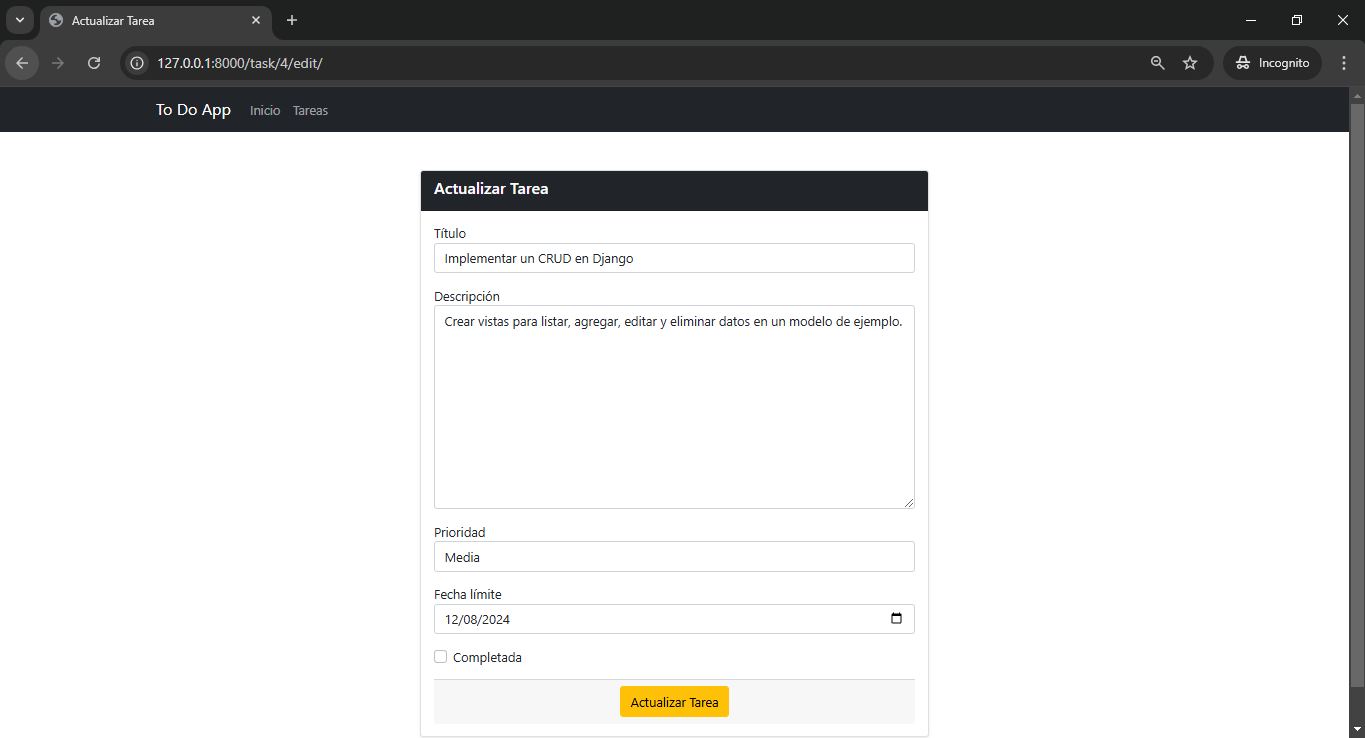 Actualizar Tarea
127.0.0.1:8000/task/4/edit/
Incognito
To Do App Inicio Tareas
Actualizar Tarea
Título
Implementar un CRUD en Django
Descripción
Crear vistas para listar, agregar, editar y eliminar datos en un modelo de ejemplo.
Prioridad
Media
Fecha límite
12/08/2024
Completada
Actualizar Tarea